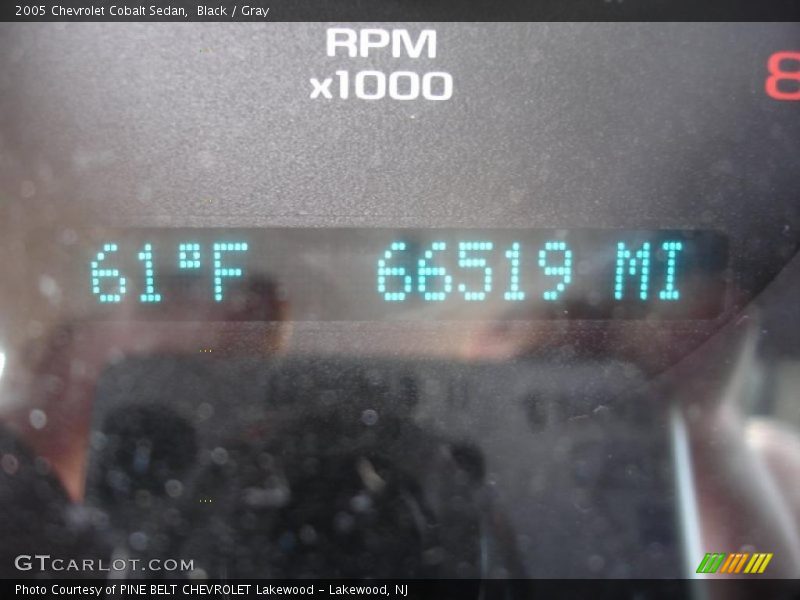 2005 Chevrolet Cobalt Sedan,  Black / Gray
RPM
x1000
8
61°F 66519 MI
GTCARLOT.COM
Photo Courtesy of PINE BELT CHEVROLET Lakewood - Lakewood, NJ